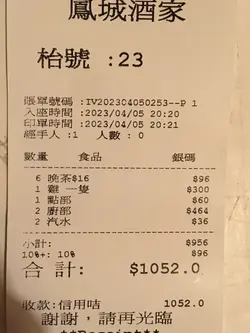 鳳城酒家
枱號 :23
賬單號碼 :IV202304050253--P 1
入座時間 :2023/04/05 20:20
印單時間 :2023/04/05 20:21
經手人 :1 人數 : 0
數量 食品 銀碼
6 晚茶$16 $96
1 雞 一隻 $300
1 點部 $60
2 廚部 $464
2 汽水 $36
小計: $956
10%+: 10% $96
合 計: $1052.0
收款:信用咭 1052.0
謝謝,請再光臨
**Receipt**